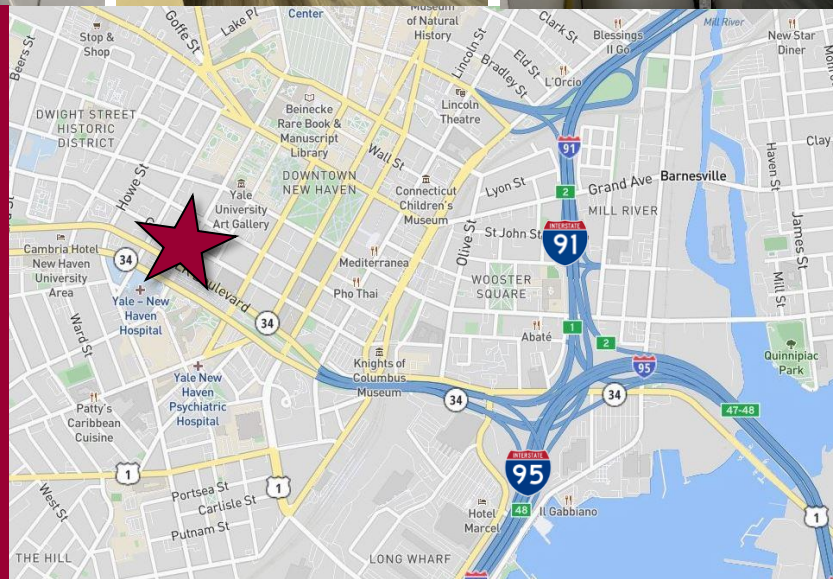 Goffe St
Lake Pl
Center
Museum
of Natural
History
Clark St
Blessings
II Go
Mill River
New Star
Diner
Beers St
Stop &
Shop
Lincoln St
Eld St
Bradley St
L'Orcio
DWIGHT STREET
HISTORIC
DISTRICT
Beinecke
Rare Book &
Manuscript
Library
Lincoln
Theatre
Wall St
91
Haven St
Clay
Howe St
DOWNTOWN
NEW HAVEN
Yale
University
Art Gallery
Connecticut
Children's
Museum
Lyon St
2
Grand Ave
Barnesville
MILL RIVER
James St
Cambria Hotel
New Haven
University
Area
34
Olive St
St John St
INTERSTATE
91
Mediterranea
Boulevard
Yale - New
Haven
Hospital
Pho Thai
WOOSTER
SQUARE
Mill St
34
Ward St
1
Abaté
2
Knights of
Columbus
Museum
95
Quinnipiac
Park
Yale New
Haven
Psychiatric
Hospital
34
34
47-48
Patty's
Caribbean
Cuisine
1
1
INTERSTATE
95
Portsea St
Carlisle St
Putnam St
West St
Hotel
Marcel
48
Il Gabbiano
1
THE HILL
LONG WHARF